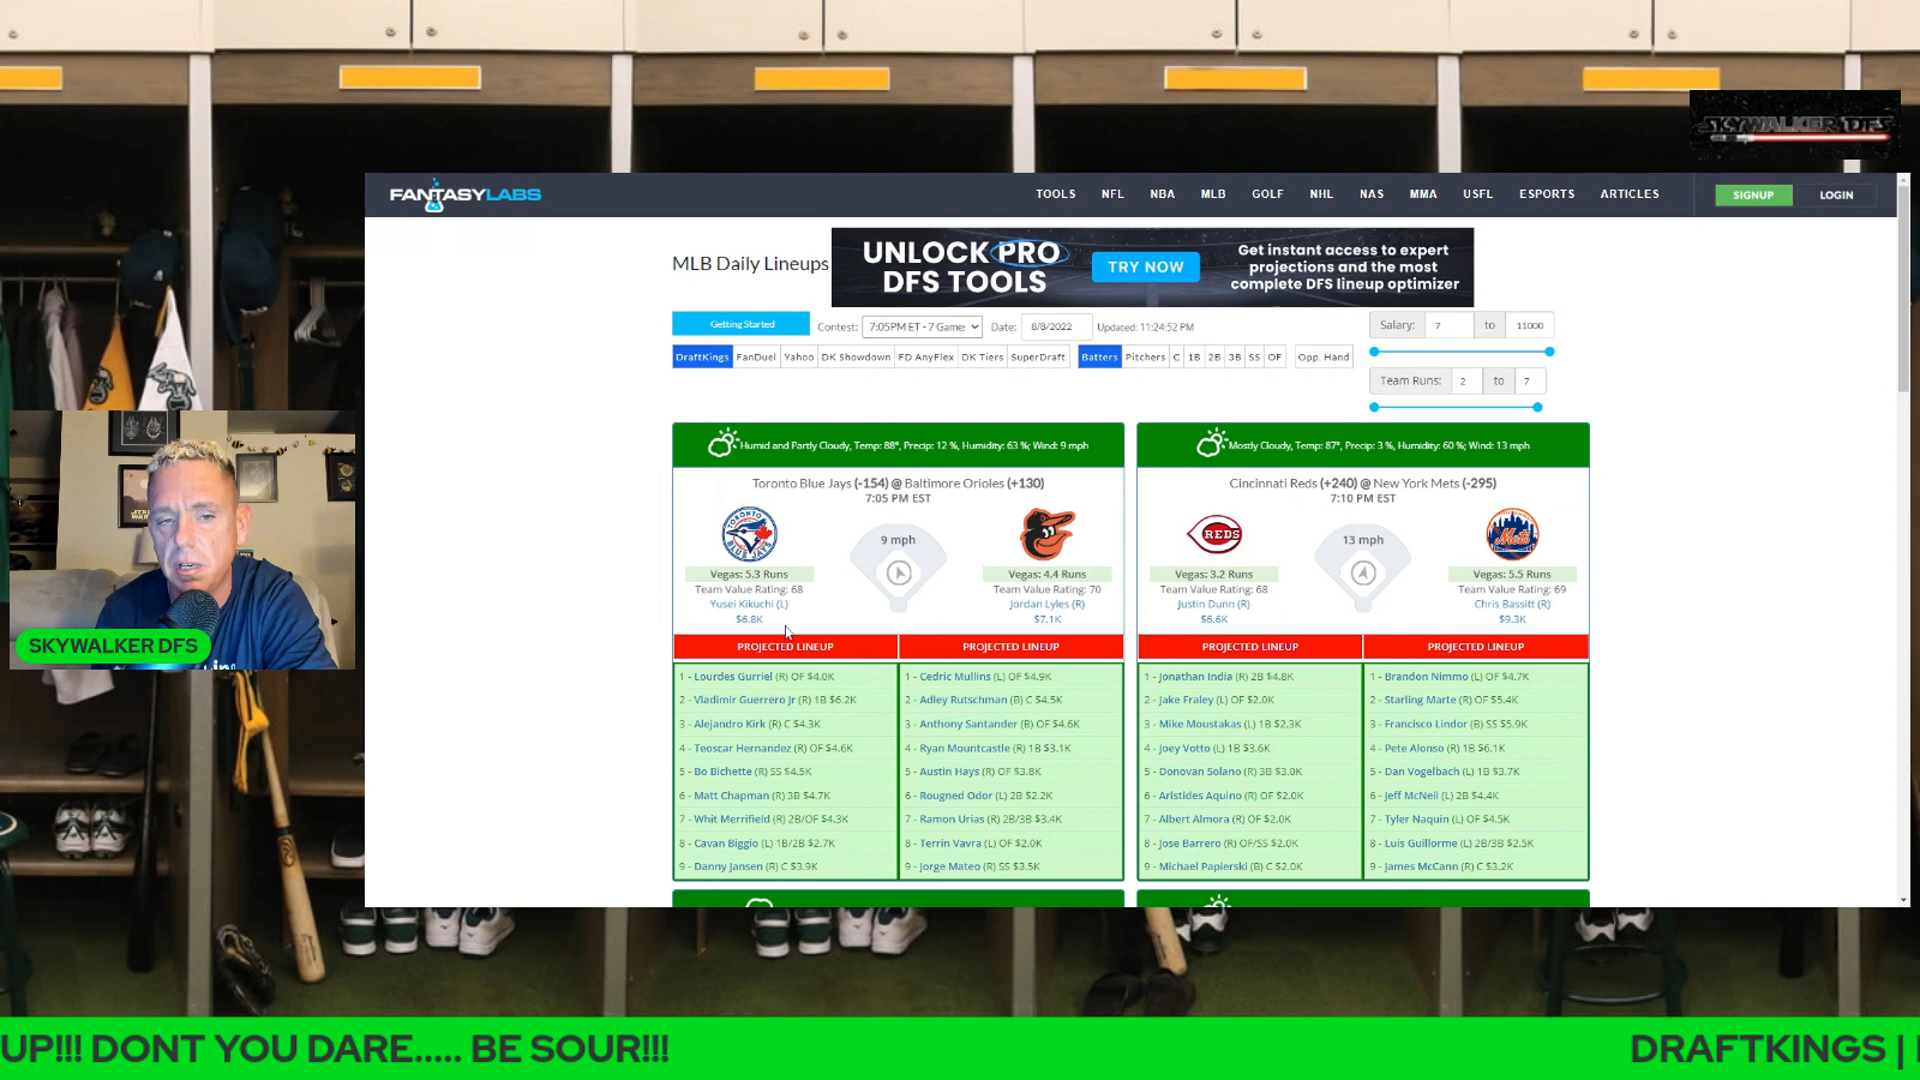 SKYWALKER DFS
FANTASYLABS
TOOLS NFL NBA MLB GOLF NHL NAS MMA USFL ESPORTS ARTICLES SIGNUP LOGIN
MLB Daily Lineups
UNLOCK PRO
DFS TOOLS
TRY NOW
Get instant access to expert
projections and the most
complete DFS lineup optimizer
Getting Started Contest: 7:05PM ET - 7 Game: Date: 8/8/2022 Updated: 11:24:52 PM
Salary: 7 to 11000
DraftKings FanDuel Yahoo DK Showdown FD AnyFlex DK Tiers SuperDraft Batters Pitchers C 1B 2B 3B SS OF Opp. Hand
Team Runs: 2 to 7
Humid and Partly Cloudy, Temp: 88°, Precip: 12 %, Humidity: 63 %; Wind: 9 mph
Toronto Blue Jays (-154) @ Baltimore Orioles (+130)
7:05 PM EST
TORONTO
BLUE JAYS
9 mph
Vegas: 5.3 Runs
Team Value Rating: 68
Yusei Kikuchi (L)
$6.8K
Vegas: 4.4 Runs
Team Value Rating: 70
Jordan Lyles (R)
$7.1K
PROJECTED LINEUP
1 - Lourdes Gurriel (R) OF $4.0K
2 - Vladimir Guerrero Jr (R) 1B $6.2K
3 - Alejandro Kirk (R) C $4.3K
4 - Teoscar Hernandez (R) OF $4.6K
5 - Bo Bichette (R) SS $4.5K
6 - Matt Chapman (R) 3B $4.7K
7 - Whit Merrifield (R) 2B/OF $4.3K
8 - Cavan Biggio (L) 1B/2B $2.7K
9 - Danny Jansen (R) C $3.9K
PROJECTED LINEUP
1 - Cedric Mullins (L) OF $4.9K
2 - Adley Rutschman (B) C $4.5K
3 - Anthony Santander (B) OF $4.6K
4 - Ryan Mountcastle (R) 1B $3.1K
5 - Austin Hays (R) OF $3.8K
6 - Rougned Odor (L) 2B $2.2K
7 - Ramon Urias (R) 2B/3B $3.4K
8 - Terrin Vavra (L) OF $2.0K
9 - Jorge Mateo (R) SS $3.5K
Mostly Cloudy, Temp: 87°, Precip: 3 %, Humidity: 60 %; Wind: 13 mph
Cincinnati Reds (+240) @ New York Mets (-295)
7:10 PM EST
REDS
13 mph
Mets
Vegas: 3.2 Runs
Team Value Rating: 68
Justin Dunn (R)
$6.6K
Vegas: 5.5 Runs
Team Value Rating: 69
Chris Bassitt (R)
$9.3K
PROJECTED LINEUP
1 - Jonathan India (R) 2B $4.8K
2 - Jake Fraley (L) OF $2.0K
3 - Mike Moustakas (L) 1B $2.3K
4 - Joey Votto (L) 1B $3.6K
5 - Donovan Solano (R) 3B $3.0K
6 - Aristides Aquino (R) OF $2.0K
7 - Albert Almora (R) OF $2.0K
8 - Jose Barrero (R) OF/SS $2.0K
9 - Michael Papierski (B) C $2.0K
PROJECTED LINEUP
1 - Brandon Nimmo (L) OF $4.7K
2 - Starling Marte (R) OF $5.4K
3 - Francisco Lindor (B) SS $5.9K
4 - Pete Alonso (R) 1B $6.1K
5 - Dan Vogelbach (L) 1B $3.7K
6 - Jeff McNeil (L) 2B $4.4K
7 - Tyler Naquin (L) OF $4.5K
8 - Luis Guillorme (L) 2B/3B $2.5K
9 - James McCann (R) C $3.2K
SKYWALKER DFS
UP!!! DONT YOU DARE..... BE SOUR!!!
DRAFTKINGS |